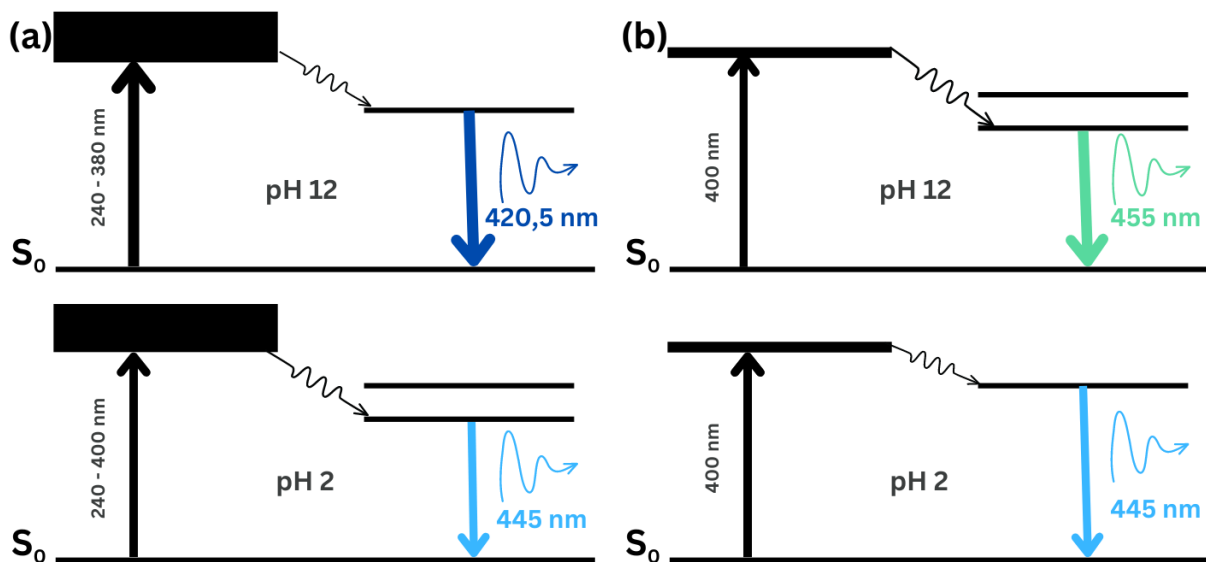 (a)
240 - 380 nm
pH 12
420,5 nm
S₀
(b)
400 nm
pH 12
455 nm
S₀
240 - 400 nm
pH 2
445 nm
S₀
400 nm
pH 2
445 nm
S₀